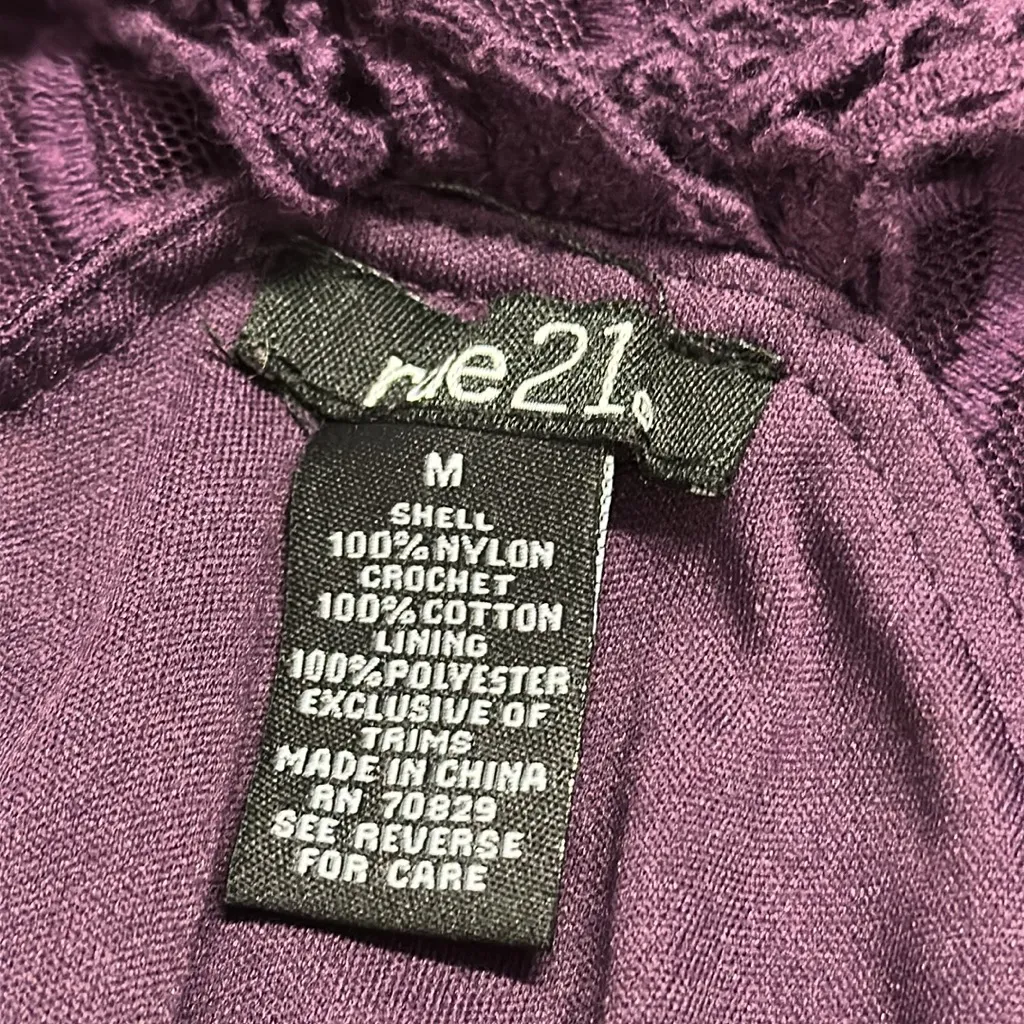 rue21.
M
SHELL
100% NYLON
CROCHET
100% COTTON
LINING
100% POLYESTER
EXCLUSIVE OF
TRIMS
MADE IN CHINA
RN 70829
SEE REVERSE
FOR CARE